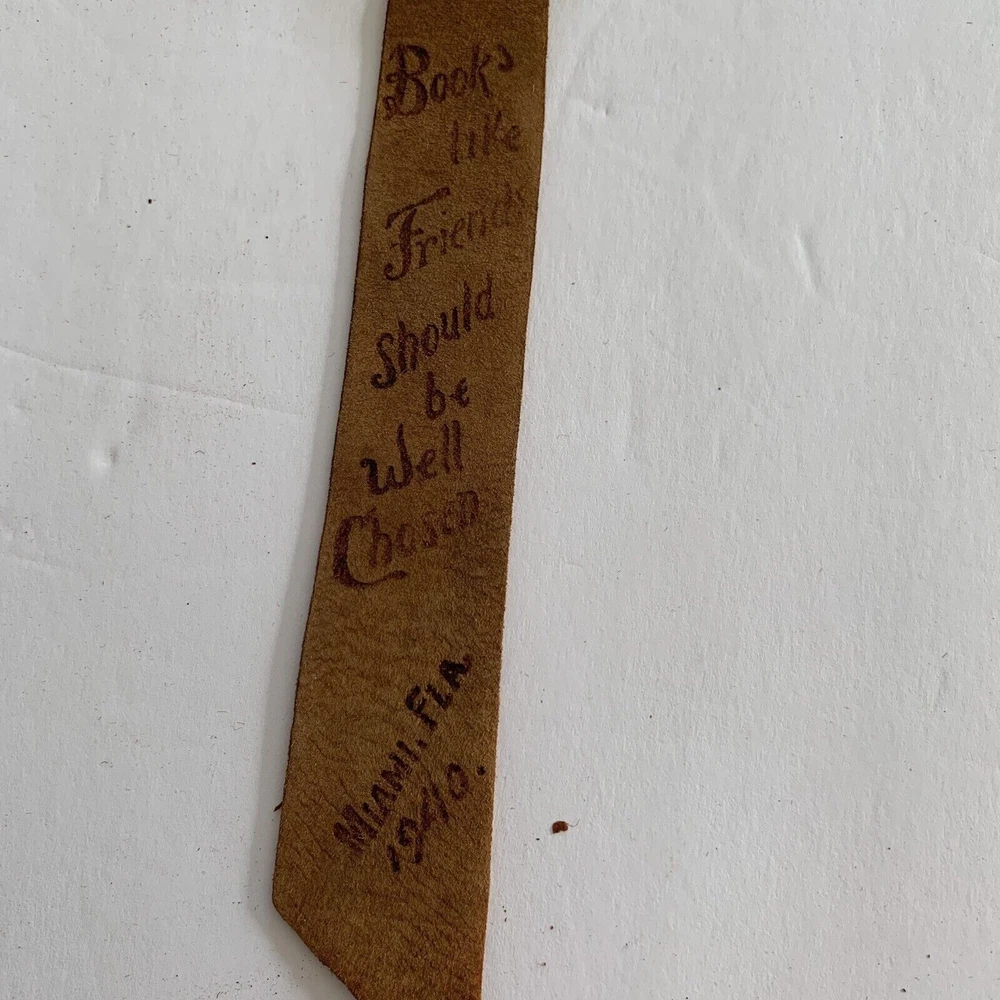 Books
like
Friends
Should
be
Well
Chosen
MIAMI, FLA.
1940.